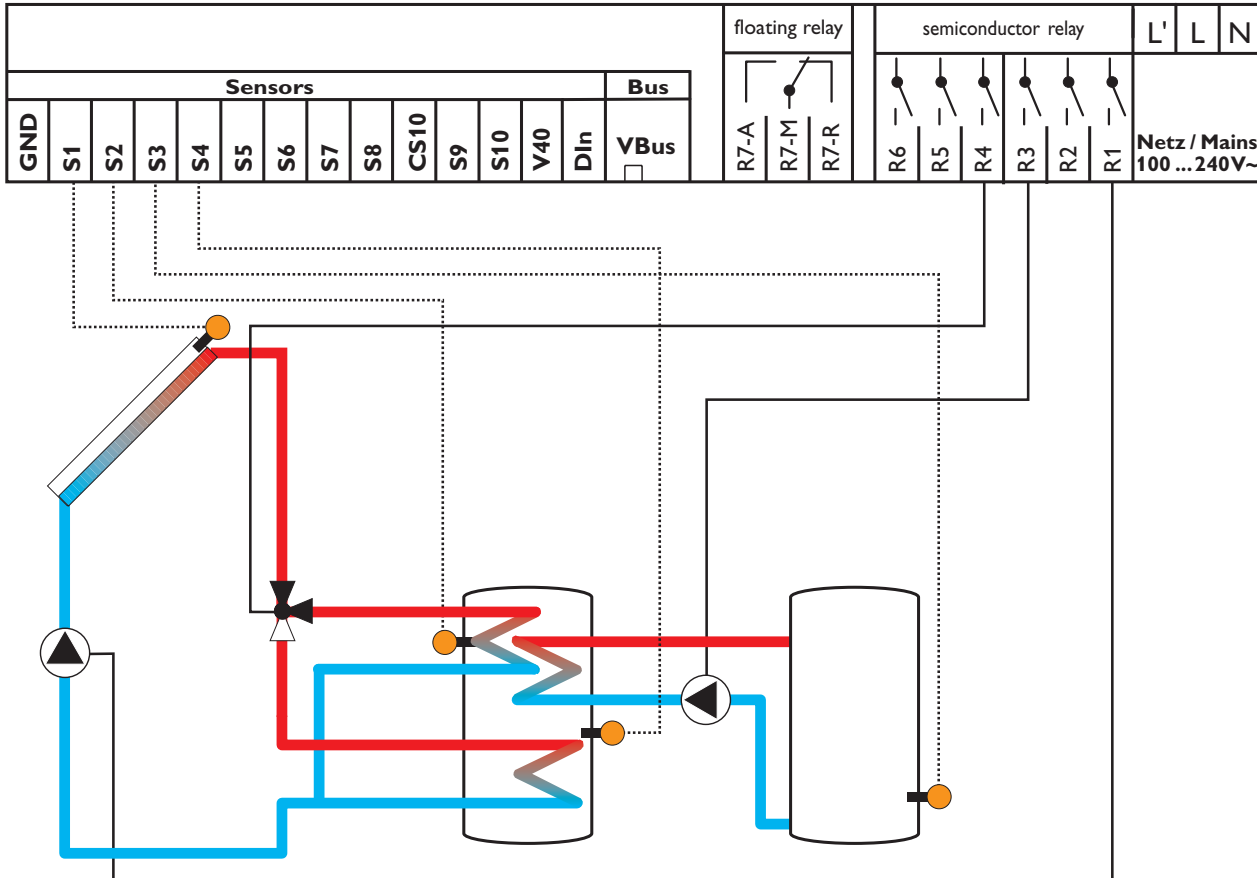 floating relay
semiconductor relay
L' L N
Sensors
Bus
GND
S1
S2
S3
S4
S5
S6
S7
S8
CS10
S9
S10
V40
DIn
VBus
R7-A
R7-M
R7-R
R6
R5
R4
R3
R2
R1
Netz / Mains
100 ... 240 V~